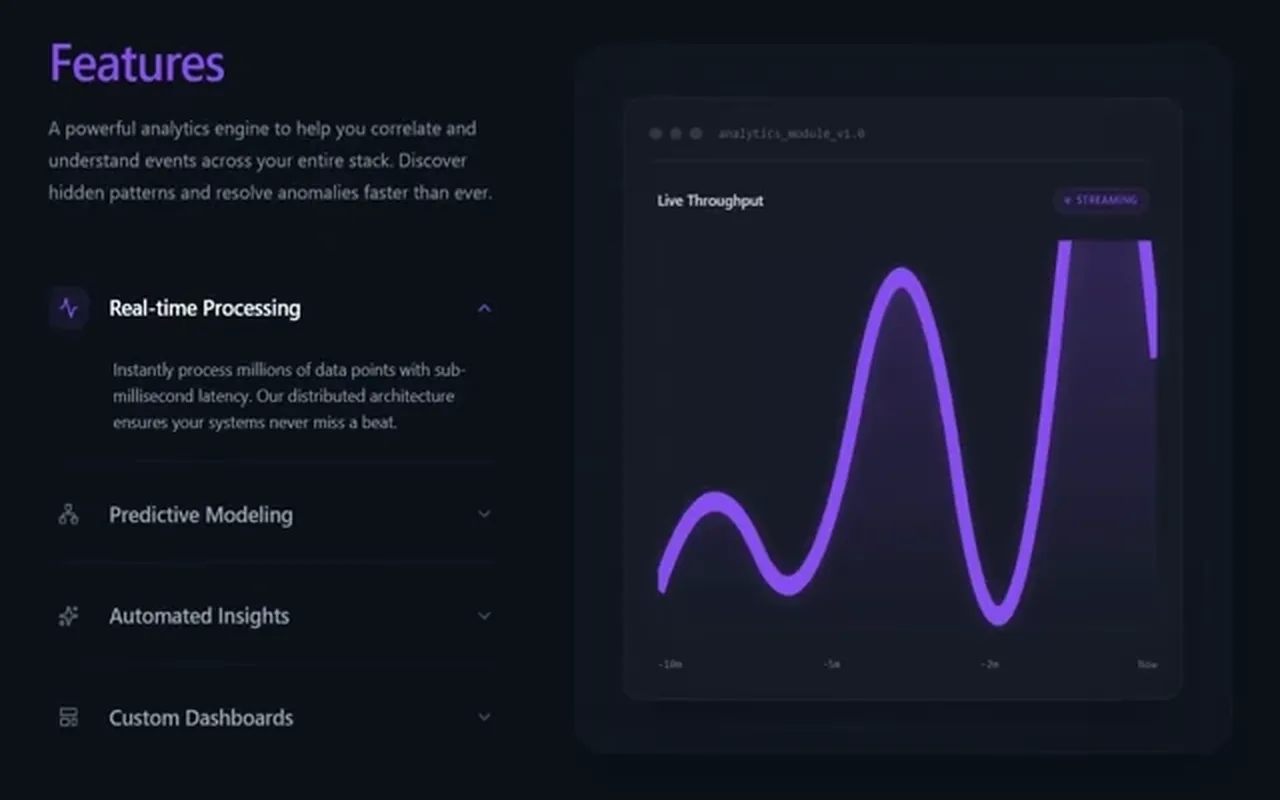 Features
A powerful analytics engine to help you correlate and
understand events across your entire stack. Discover
hidden patterns and resolve anomalies faster than ever.
Real-time Processing
Instantly process millions of data points with sub-
millisecond latency. Our distributed architecture
ensures your systems never miss a beat.
Predictive Modeling
Automated Insights
Custom Dashboards
analytics_module_v1.0
Live Throughput
STREAMING
-10m -5m -2m Now